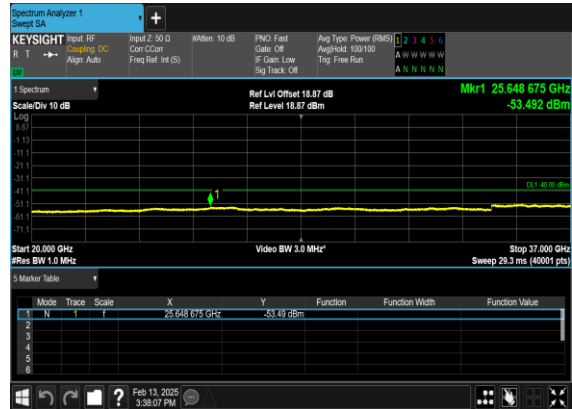 Spectrum Analyzer 1
Swept SA
KEYSIGHT Input: RF Input Z: 50 Ω #Atten: 10 dB PNO: Fast Avg Type: Power (RMS) 1 2 3 4 5 6
R T Coupling: DC Corr CCorr Gate: Off Avg|Hold: 100/100 A W W W W W
Align: Auto Freq Ref: Int (S) IF Gain: Low Trig: Free Run A N N N N N
Sig Track: Off
1 Spectrum Ref Lvl Offset 18.87 dB Mkr1 25.648 675 GHz
Scale/Div 10 dB Ref Level 18.87 dBm -53.492 dBm
Log
8.87
-1.13
-11.1
-21.1
-31.1
-41.1 DL1 -40.00 dBm
1
-51.1
-61.1
-71.1
Start 20.000 GHz Video BW 3.0 MHz* Stop 37.000 GHz
#Res BW 1.0 MHz Sweep 29.3 ms (40001 pts)
5 Marker Table
Mode Trace Scale X Y Function Function Width Function Value
1 N 1 f 25.648 675 GHz -53.49 dBm
2
3
4
5
6
? Feb 13, 2025
3:38:07 PM